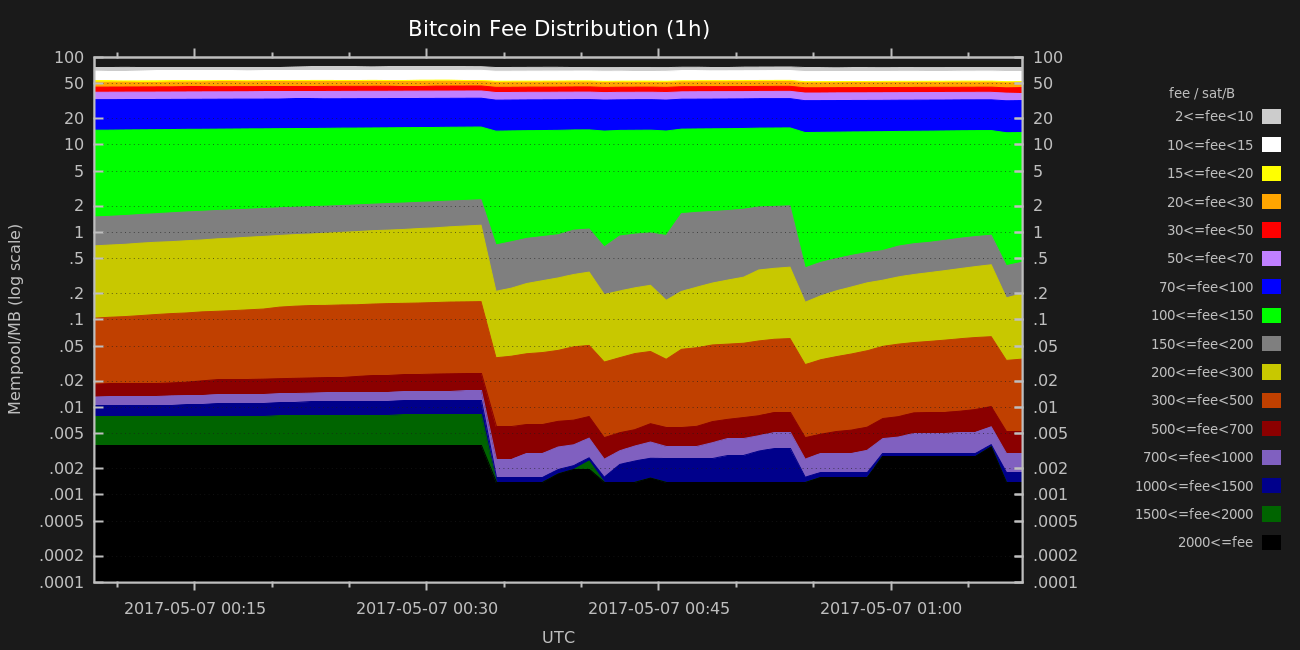 Bitcoin Fee Distribution (1h)
Mempool/MB (log scale)
100
50
20
10
5
2
1
.5
.2
.1
.05
.02
.01
.005
.002
.001
.0005
.0002
.0001
100
50
20
10
5
2
1
.5
.2
.1
.05
.02
.01
.005
.002
.001
.0005
.0002
.0001
2017-05-07 00:15
2017-05-07 00:30
2017-05-07 00:45
2017-05-07 01:00
UTC
fee / sat/B
2<=fee<10
10<=fee<15
15<=fee<20
20<=fee<30
30<=fee<50
50<=fee<70
70<=fee<100
100<=fee<150
150<=fee<200
200<=fee<300
300<=fee<500
500<=fee<700
700<=fee<1000
1000<=fee<1500
1500<=fee<2000
2000<=fee